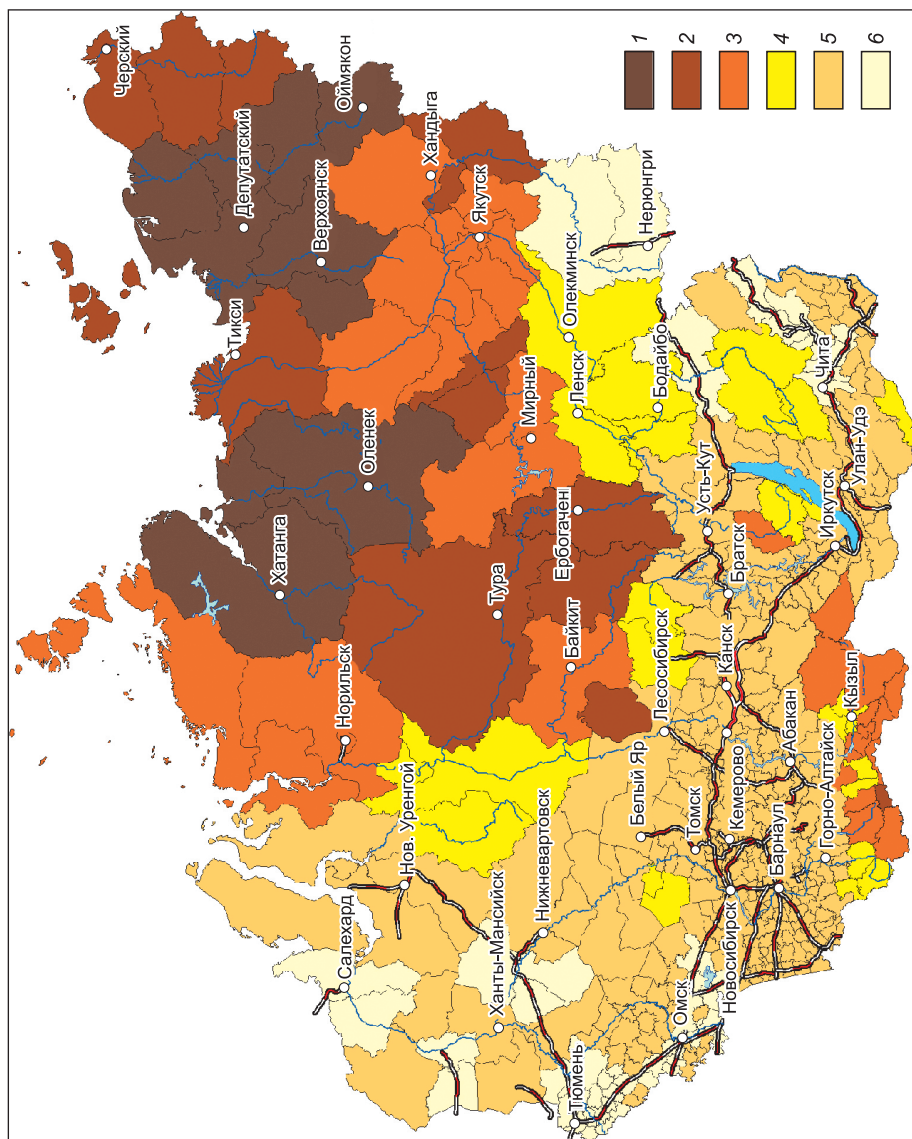 Черский
Оймякон
Депутатский
Хандыга
Верхоянск
Якутск
Нерюнгри
Тикси
Олекминск
Мирный
Ленск
Бодайбо
Чита
Оленек
Хатанга
Усть-Кут
Улан-Удэ
Ербогачен
Иркутск
Тура
Братск
Байкит
Норильск
Лесосибирск
Канск
Кызыл
Абакан
Белый Яр
Томск
Кемерово
Горно-Алтайск
Нов. Уренгой
Барнаул
Нижневартовск
Салехард
Ханты-Мансийск
Новосибирск
Омск
Тюмень
1
2
3
4
5
6